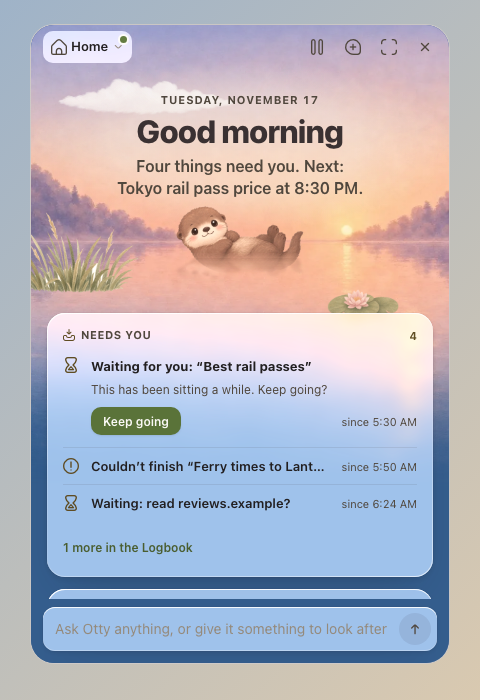 Home
TUESDAY, NOVEMBER 17
Good morning
Four things need you. Next:
Tokyo rail pass price at 8:30 PM.
NEEDS YOU
4
Waiting for you: “Best rail passes”
This has been sitting a while. Keep going?
Keep going
since 5:30 AM
Couldn’t finish “Ferry times to Lant...
since 5:50 AM
Waiting: read reviews.example?
since 6:24 AM
1 more in the Logbook
Ask Otty anything, or give it something to look after